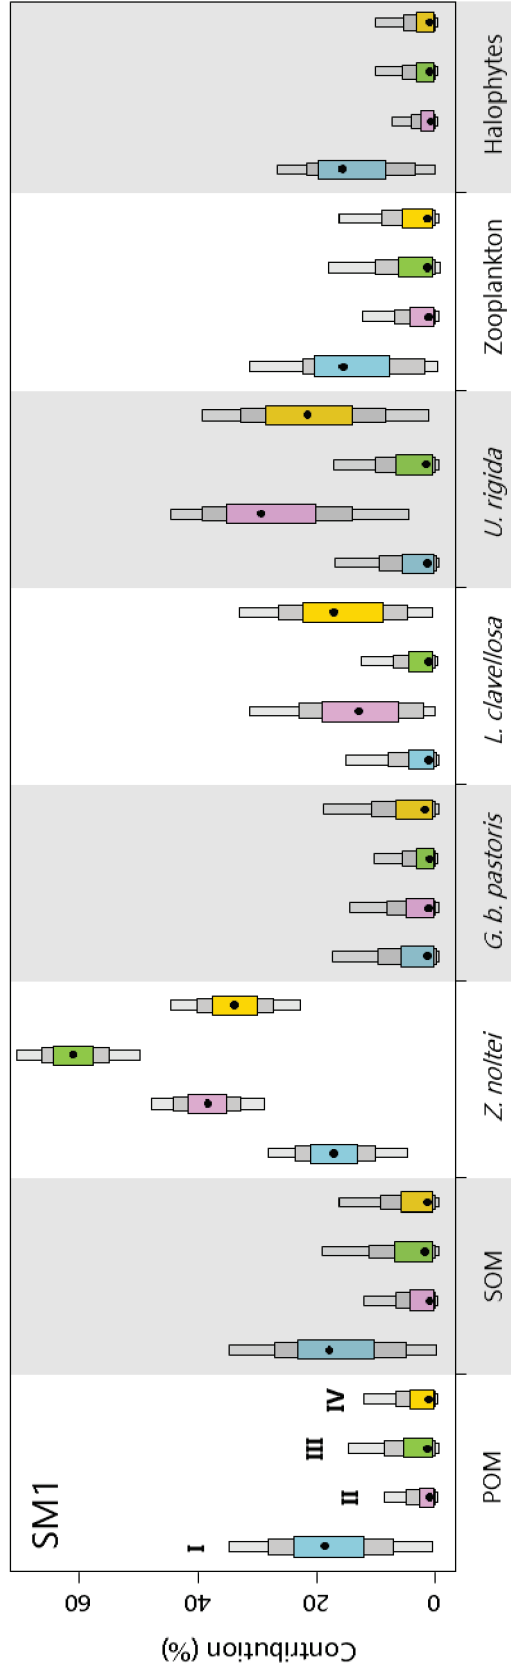 SM1
I
II
III
IV
Contribution (%)
60
40
20
0
POM
SOM
Z. noltei
G. b. pastoris
L. clavellosa
U. rigida
Zooplankton
Halophytes